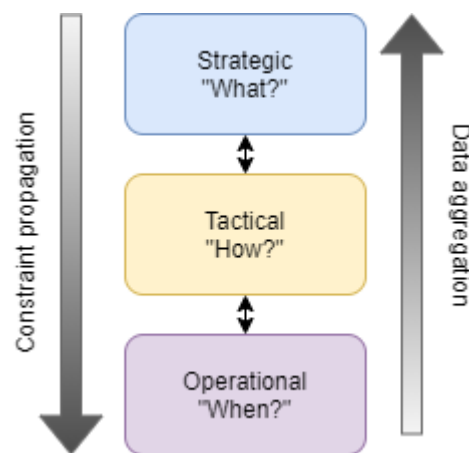 Strategic
"What?"
Tactical
"How?"
Operational
"When?"
Constraint propagation
Data aggregation